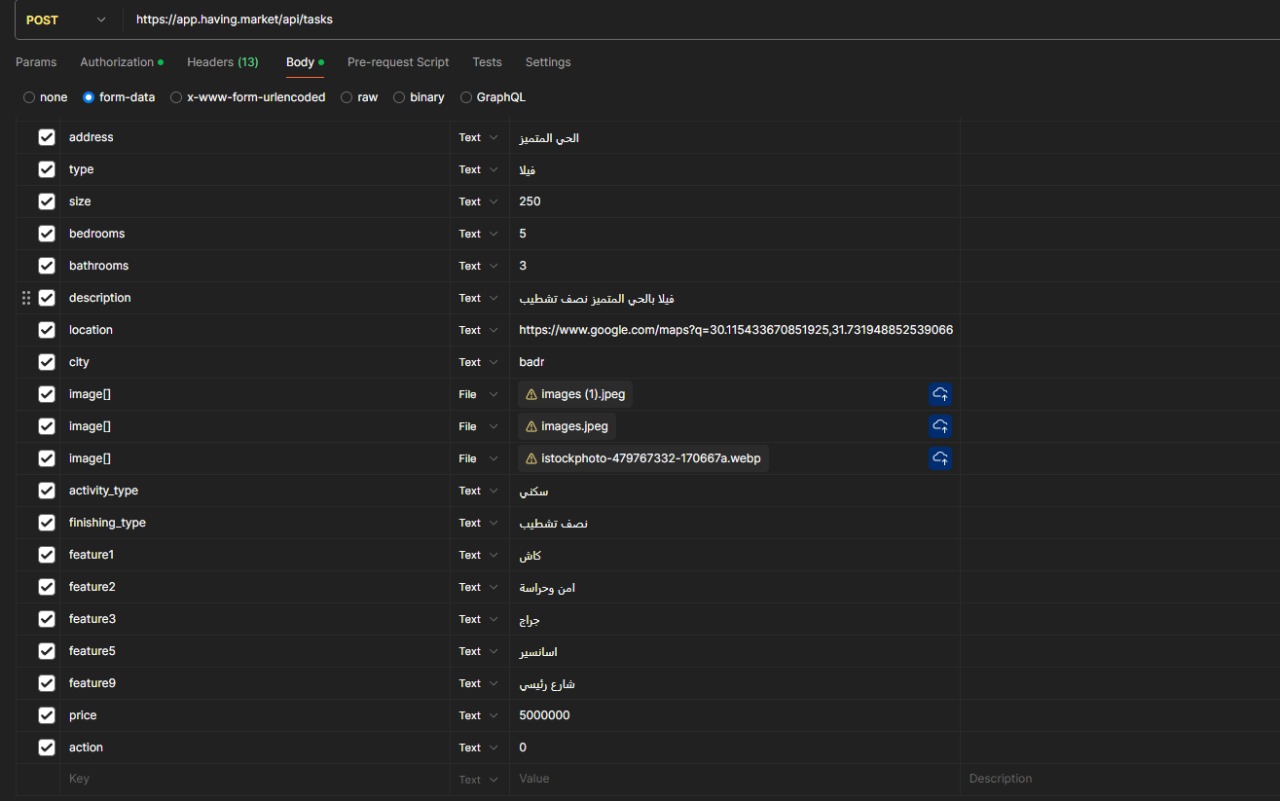 POST https://app.having.market/api/tasks
Params Authorization Headers (13) Body Pre-request Script Tests Settings
none form-data x-www-form-urlencoded raw binary GraphQL
address Text الحي المتميز
type Text فيلا
size Text 250
bedrooms Text 5
bathrooms Text 3
description Text فيلا بالحي المتميز نصف تشطيب
location Text https://www.google.com/maps?q=30.115433670851925,31.731948852539066
city Text badr
image[] File images (1).jpeg
image[] File images.jpeg
image[] File istockphoto-479767332-170667a.webp
activity_type Text سكني
finishing_type Text نصف تشطيب
feature1 Text كاش
feature2 Text امن وحراسة
feature3 Text جراج
feature5 Text اسانسير
feature9 Text شارع رئيسي
price Text 5000000
action Text 0
Key Text Value Description